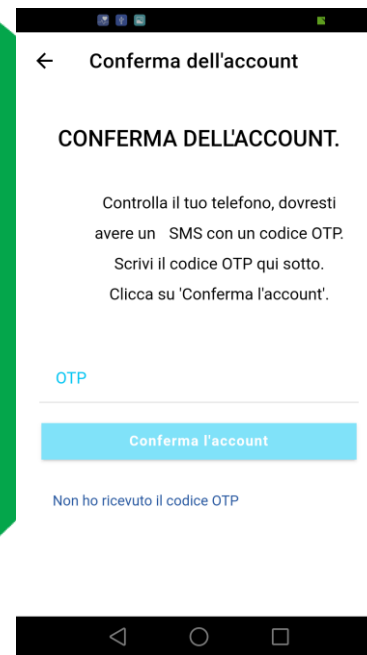 Conferma dell'account
CONFERMA DELL'ACCOUNT.
Controlla il tuo telefono, dovresti
avere un SMS con un codice OTP.
Scrivi il codice OTP qui sotto.
Clicca su 'Conferma l'account'.
OTP
Conferma l'account
Non ho ricevuto il codice OTP